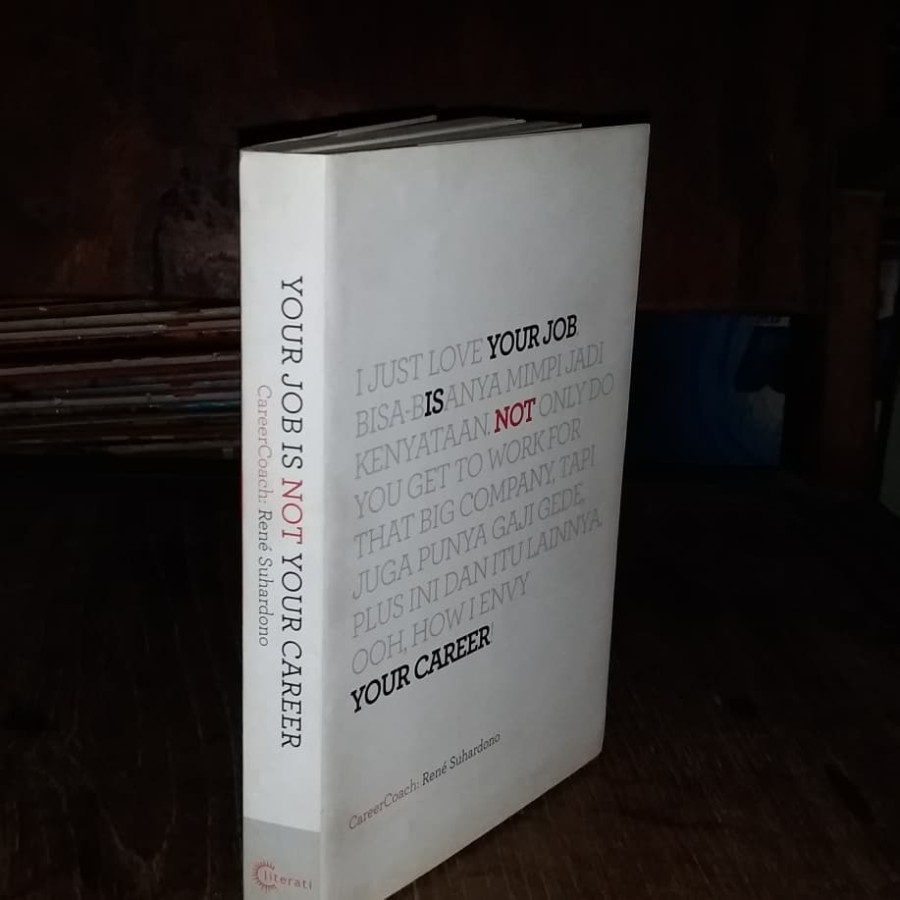 YOUR JOB IS NOT YOUR CAREER
CareerCoach: René Suhardono
literati
I JUST LOVE YOUR JOB
BISA-BISANYA MIMPI JADI
KENYATAAN. NOT ONLY DO
YOU GET TO WORK FOR
THAT BIG COMPANY, TAPI
JUGA PUNYA GAJI GEDE,
PLUS INI DAN ITU LAINNYA.
OOH, HOW I ENVY
YOUR CAREER!
CareerCoach: René Suhardono